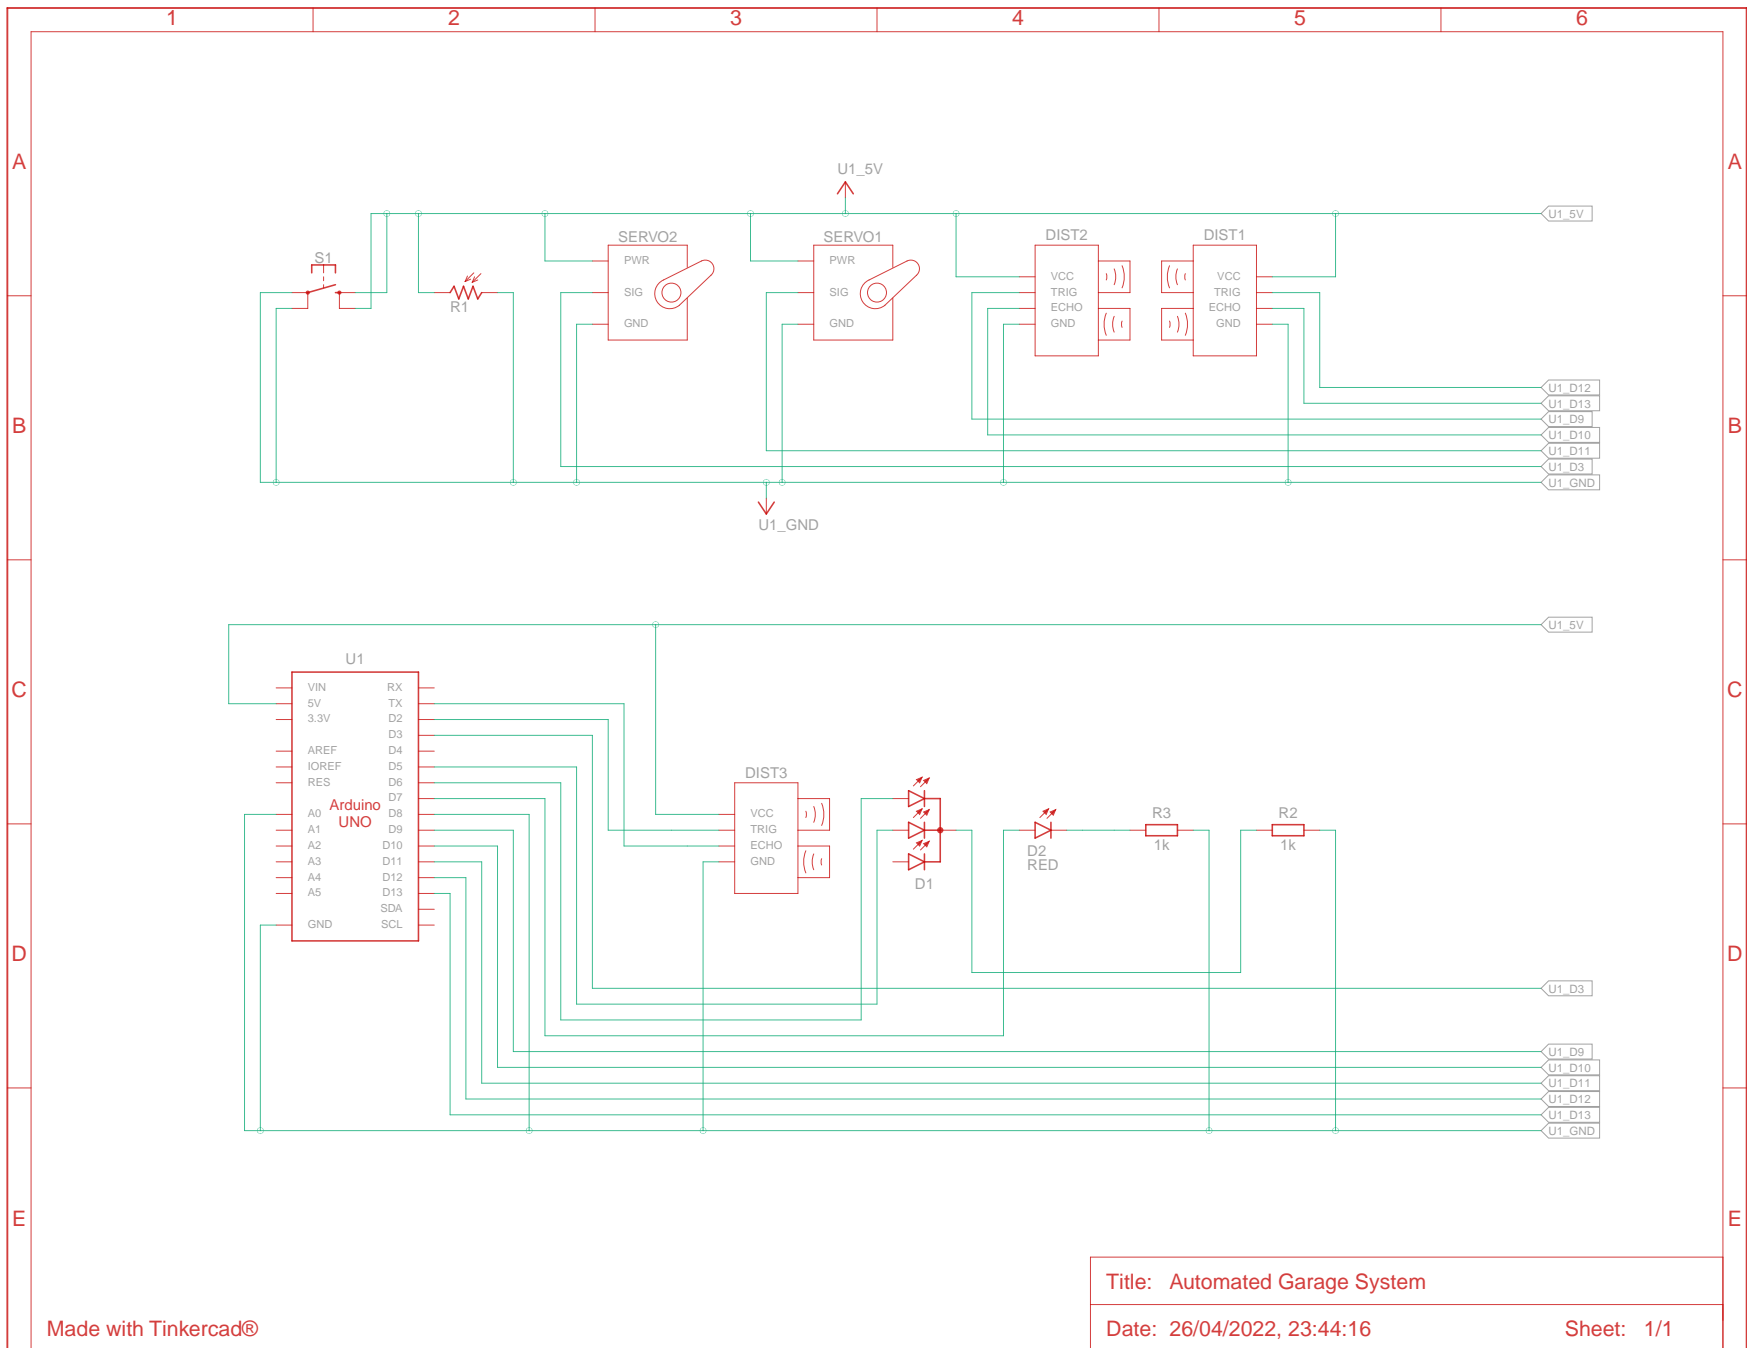 1 2 3 4 5 6
A A
U1_5V
U1_5V
SERVO2 SERVO1 DIST2 DIST1
S1
PWR PWR
VCC VCC
SIG SIG TRIG TRIG
R1
ECHO ECHO
GND GND GND GND
U1_D12
U1_D13
U1_D9
B B
U1_D10
U1_D11
U1_D3
U1_GND
U1_GND
U1_5V
U1
C C
VIN RX
5V TX
3.3V D2
D3
AREF D4
IOREF D5
RES D6
D7
Arduino
UNO
A0 D8
A1 D9
A2 D10
A3 D11
A4 D12
A5 D13
SDA
GND SCL
DIST3
VCC
TRIG
ECHO
GND
D1
D2
RED
R3
1k
R2
1k
D D
U1_D3
U1_D9
U1_D10
U1_D11
U1_D12
U1_D13
U1_GND
E E
Title: Automated Garage System
Made with Tinkercad®
Date: 26/04/2022, 23:44:16 Sheet: 1/1